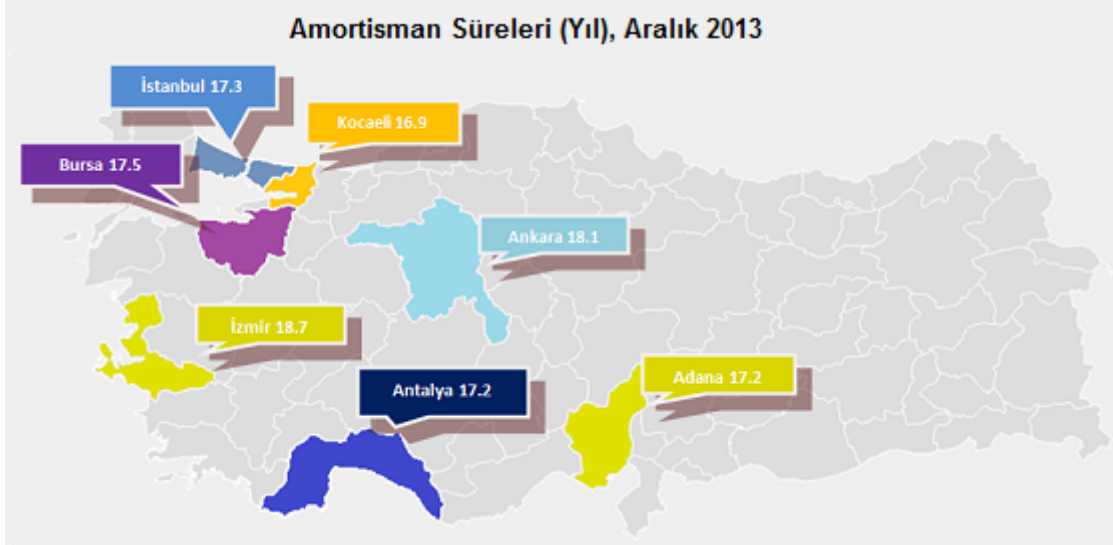 Amortisman Süreleri (Yıl), Aralık 2013
İstanbul 17.3
Kocaeli 16.9
Bursa 17.5
Ankara 18.1
İzmir 18.7
Antalya 17.2
Adana 17.2